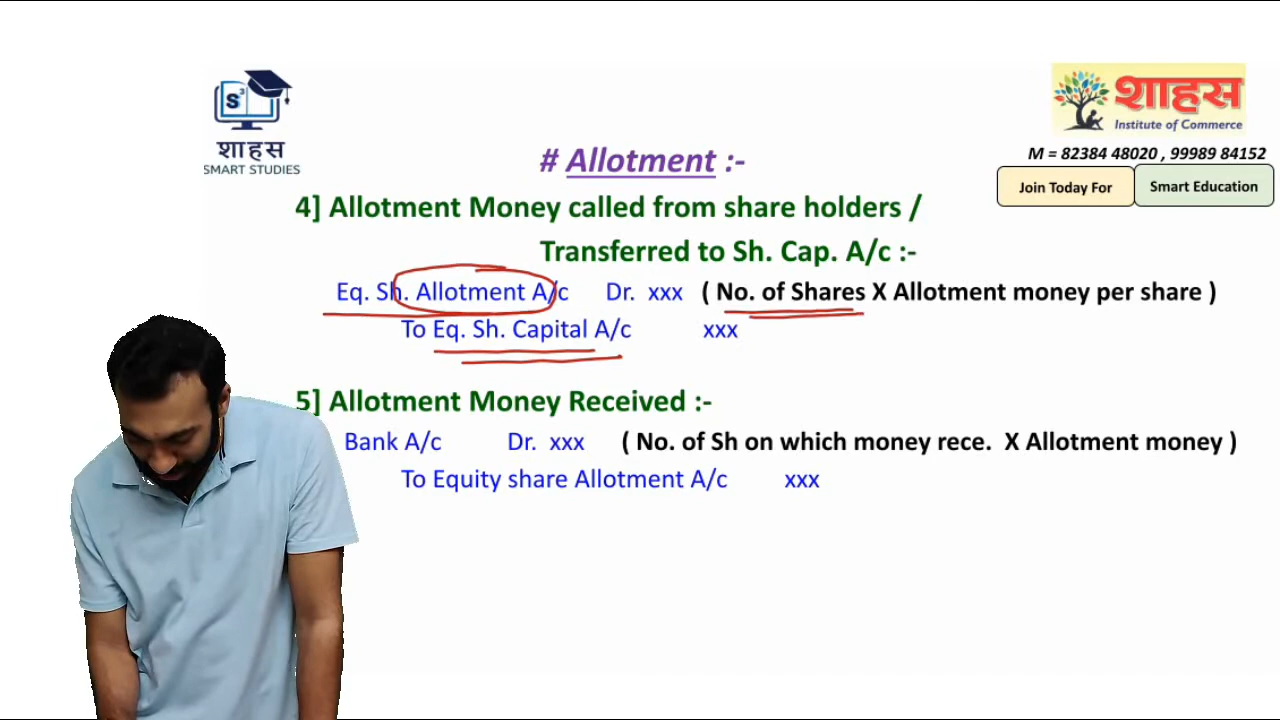 S³
शाहस
SMART STUDIES
शाहस
Institute of Commerce
M = 82384 48020 , 99989 84152
Join Today For
Smart Education
# Allotment :-
4] Allotment Money called from share holders /
Transferred to Sh. Cap. A/c :-
Eq. Sh. Allotment A/c Dr. xxx ( No. of Shares X Allotment money per share )
To Eq. Sh. Capital A/c xxx
5] Allotment Money Received :-
Bank A/c Dr. xxx ( No. of Sh on which money rece. X Allotment money )
To Equity share Allotment A/c xxx